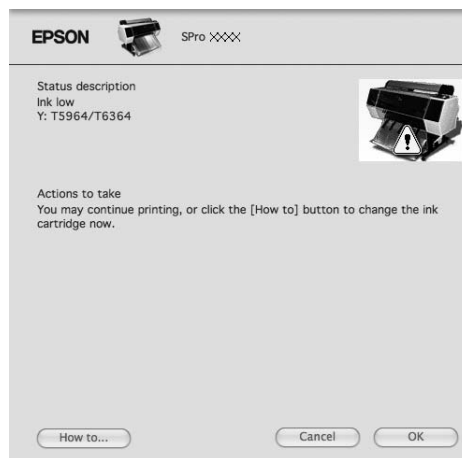 EPSON SPro XXXX
Status description
Ink low
Y: T5964/T6364
Actions to take
You may continue printing, or click the [How to] button to change the ink
cartridge now.
How to... Cancel OK